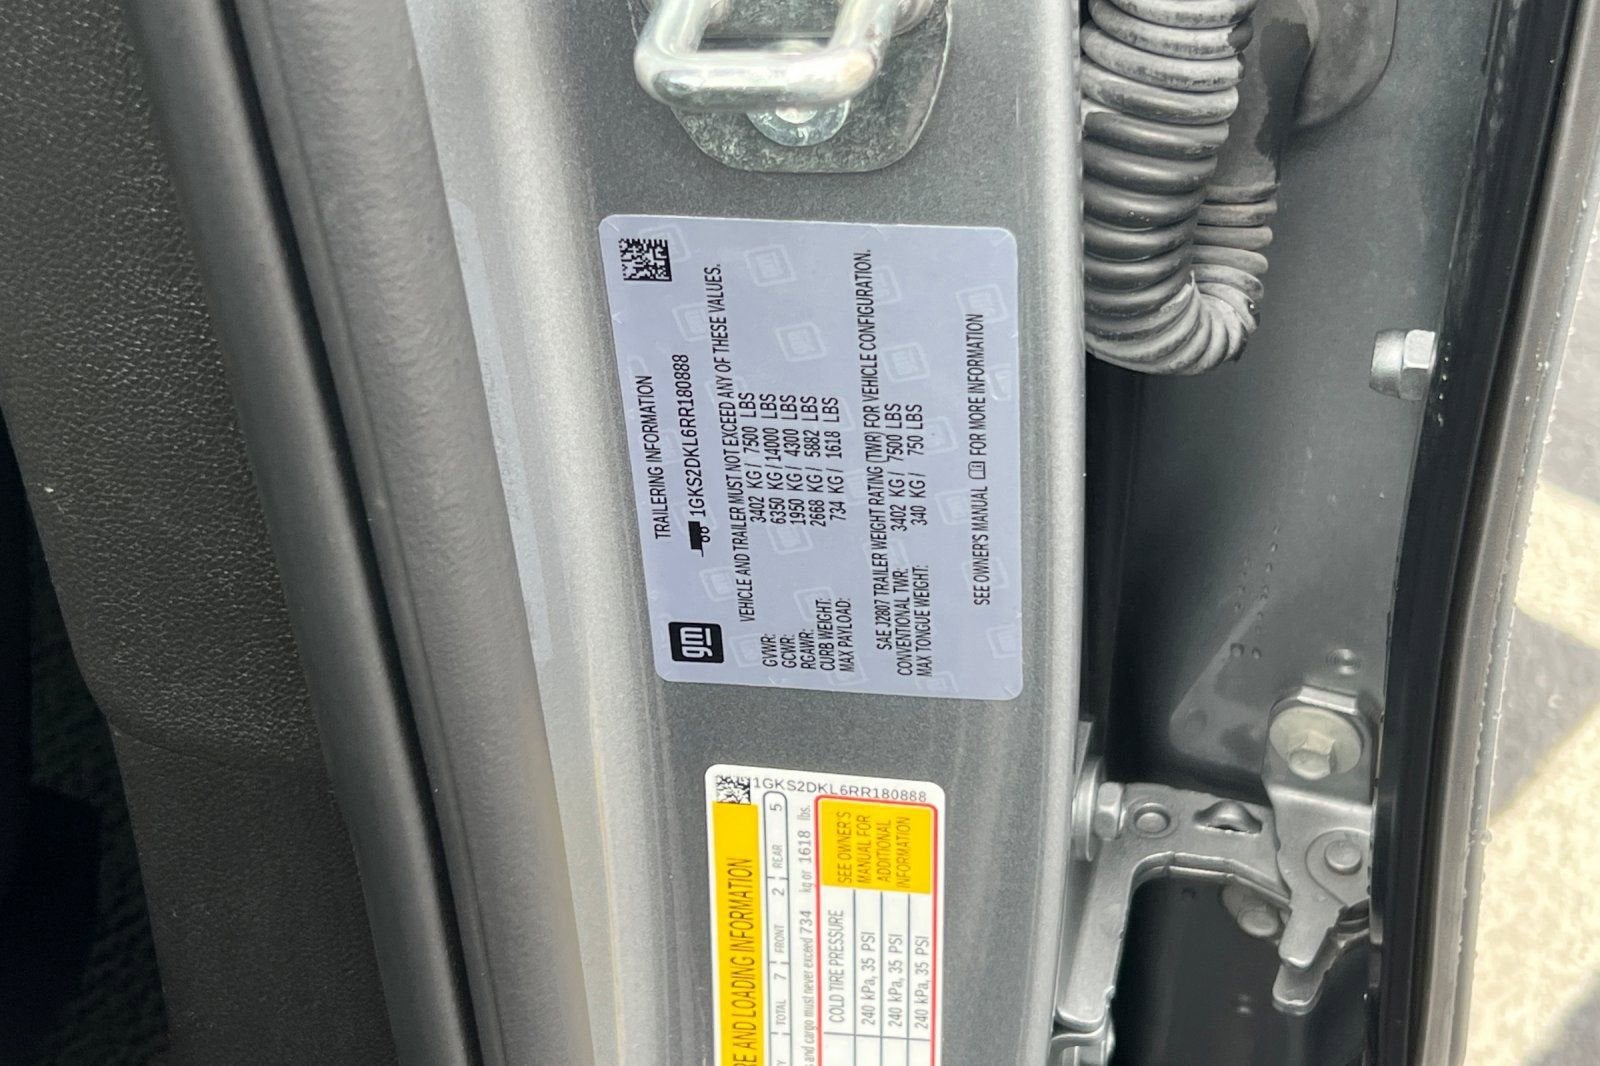 TRAILERING INFORMATION
gm
1GKS2DKL6RR180888
VEHICLE AND TRAILER MUST NOT EXCEED ANY OF THESE VALUES.
GVWR: 3402 KG / 7500 LBS
GCWR: 6350 KG / 14000 LBS
RGAWR: 1950 KG / 4300 LBS
CURB WEIGHT: 2668 KG / 5882 LBS
MAX PAYLOAD: 734 KG / 1618 LBS
SAE J2807 TRAILER WEIGHT RATING (TWR) FOR VEHICLE CONFIGURATION.
CONVENTIONAL TWR: 3402 KG / 7500 LBS
MAX TONGUE WEIGHT: 340 KG / 750 LBS
SEE OWNER'S MANUAL FOR MORE INFORMATION
1GKS2DKL6RR180888
RE AND LOADING INFORMATION
TOTAL 7 FRONT 2 REAR 5
and cargo must never exceed 734 kg or 1618 lbs.
COLD TIRE PRESSURE
240 kPa, 35 PSI
240 kPa, 35 PSI
240 kPa, 35 PSI
SEE OWNER'S
MANUAL FOR
ADDITIONAL
INFORMATION